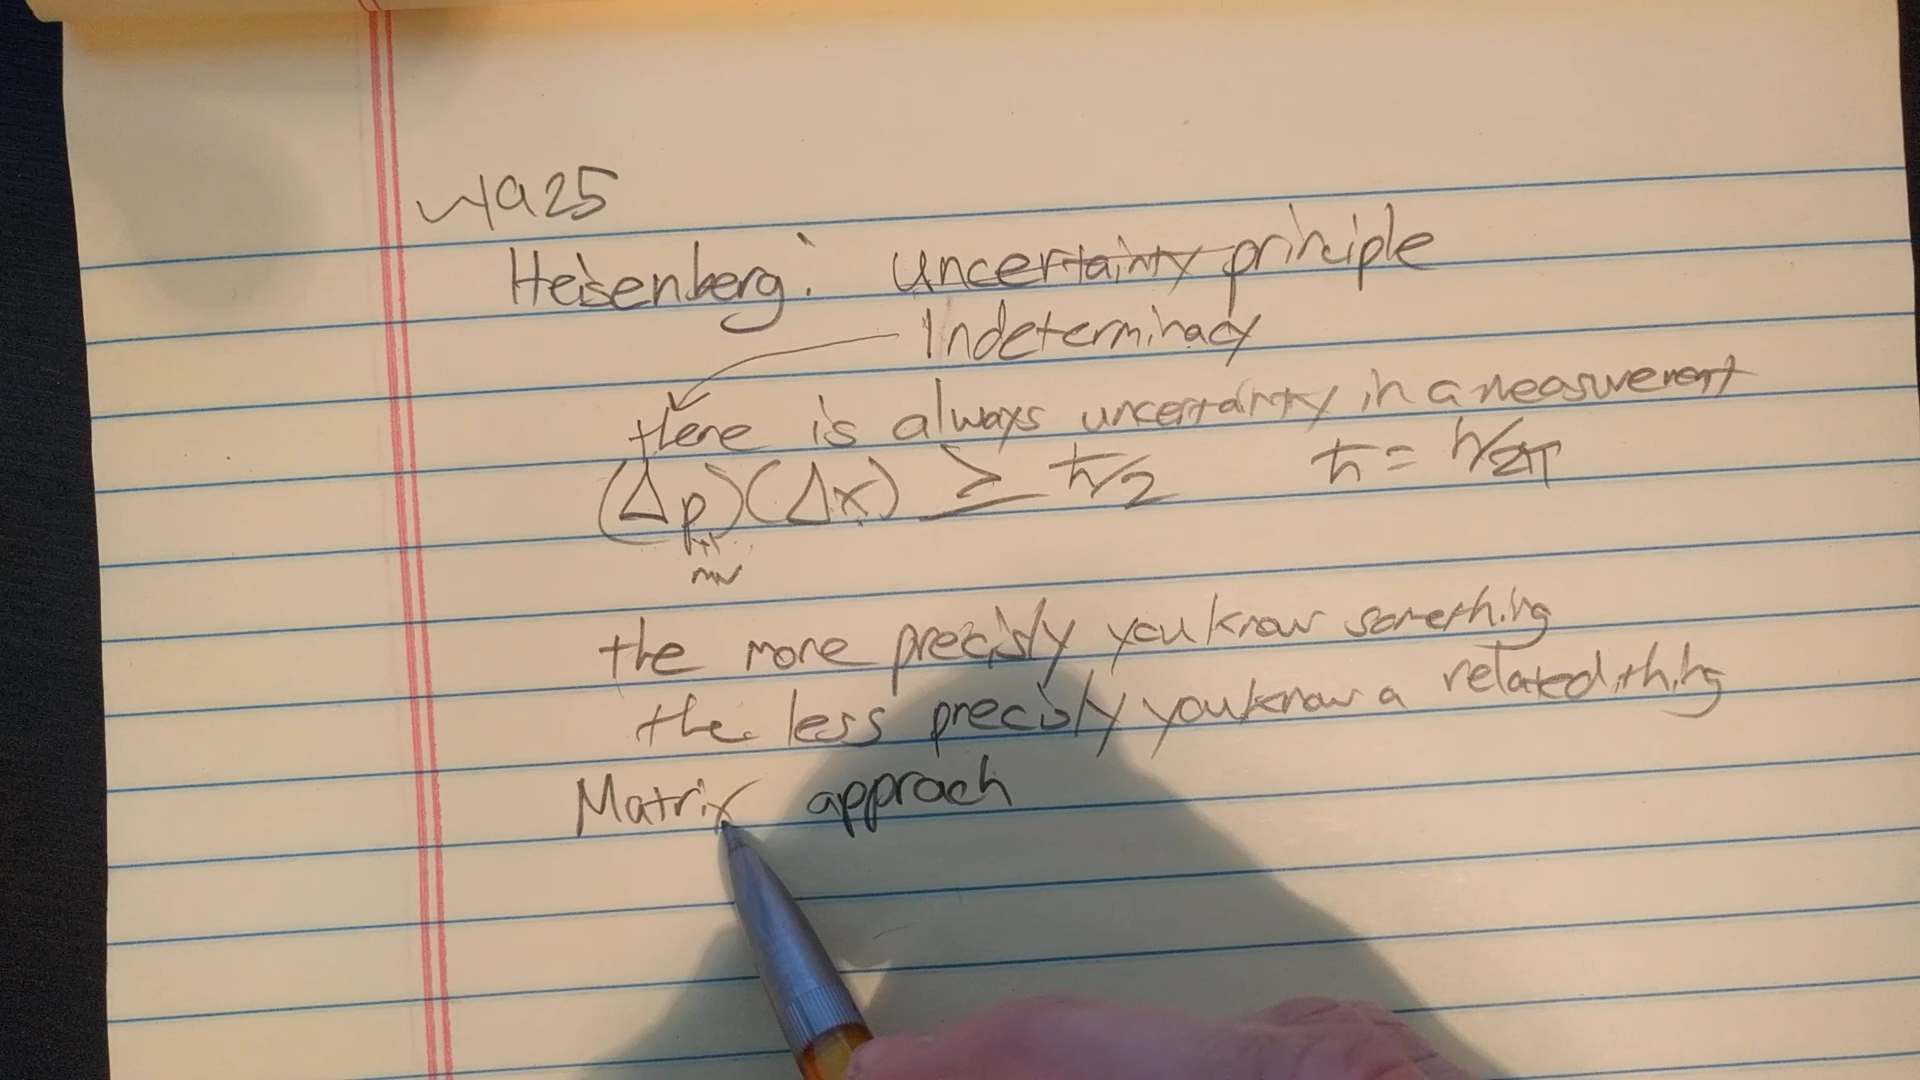 ~1925
Heisenberg: uncertainty principle
Indeterminacy
there is always uncertainty in a measurement
(Δp)(Δx) ≥ ħ/2 ħ = h/2π
mv
the more precisly you know something
the less precisly you know a related thing
Matrix approach